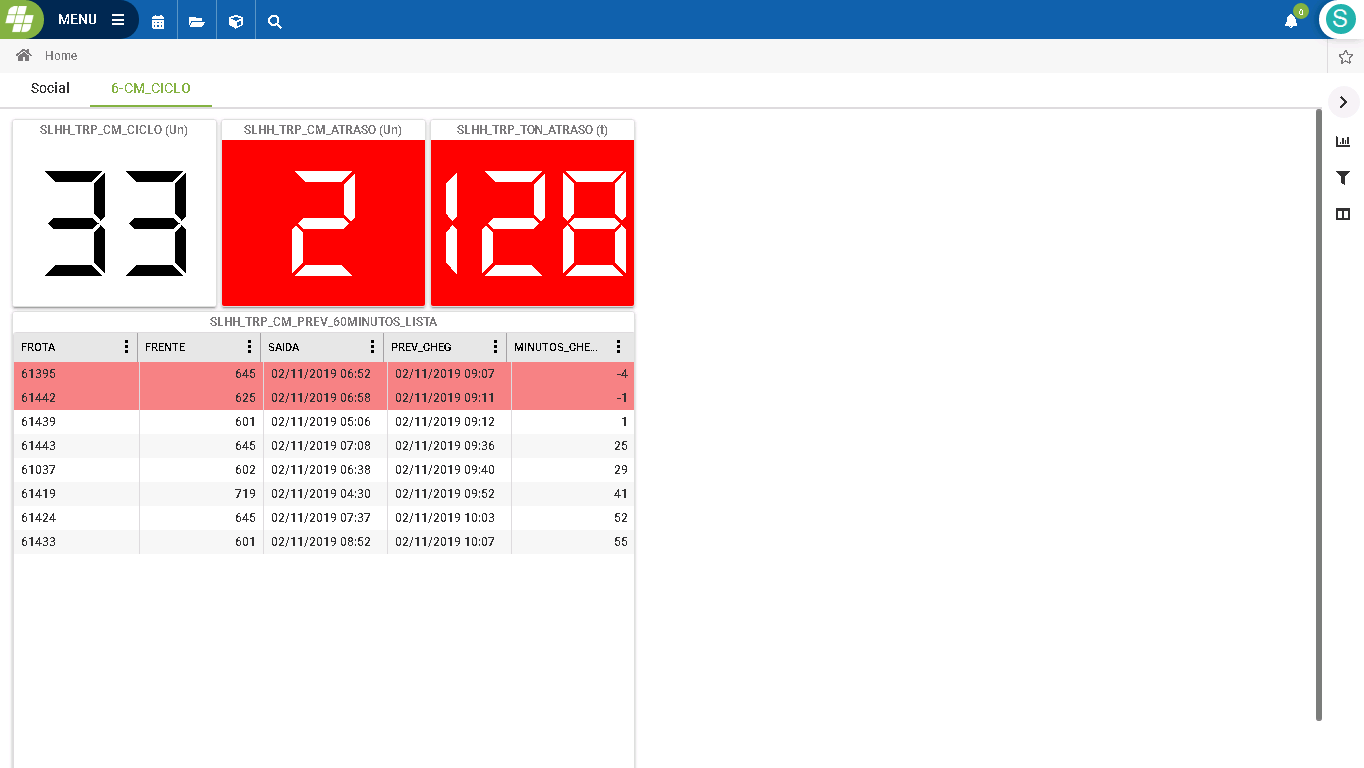 MENU
0
S
Home
Social 6-CM_CICLO
SLHH_TRP_CM_CICLO (Un) SLHH_TRP_CM_ATRASO (Un) SLHH_TRP_TON_ATRASO (t)
33 2 128
SLHH_TRP_CM_PREV_60MINUTOS_LISTA
FROTA FRENTE SAIDA PREV_CHEG MINUTOS_CHE...
61395 645 02/11/2019 06:52 02/11/2019 09:07 -4
61442 625 02/11/2019 06:58 02/11/2019 09:11 -1
61439 601 02/11/2019 05:06 02/11/2019 09:12 1
61443 645 02/11/2019 07:08 02/11/2019 09:36 25
61037 602 02/11/2019 06:38 02/11/2019 09:40 29
61419 719 02/11/2019 04:30 02/11/2019 09:52 41
61424 645 02/11/2019 07:37 02/11/2019 10:03 52
61433 601 02/11/2019 08:52 02/11/2019 10:07 55